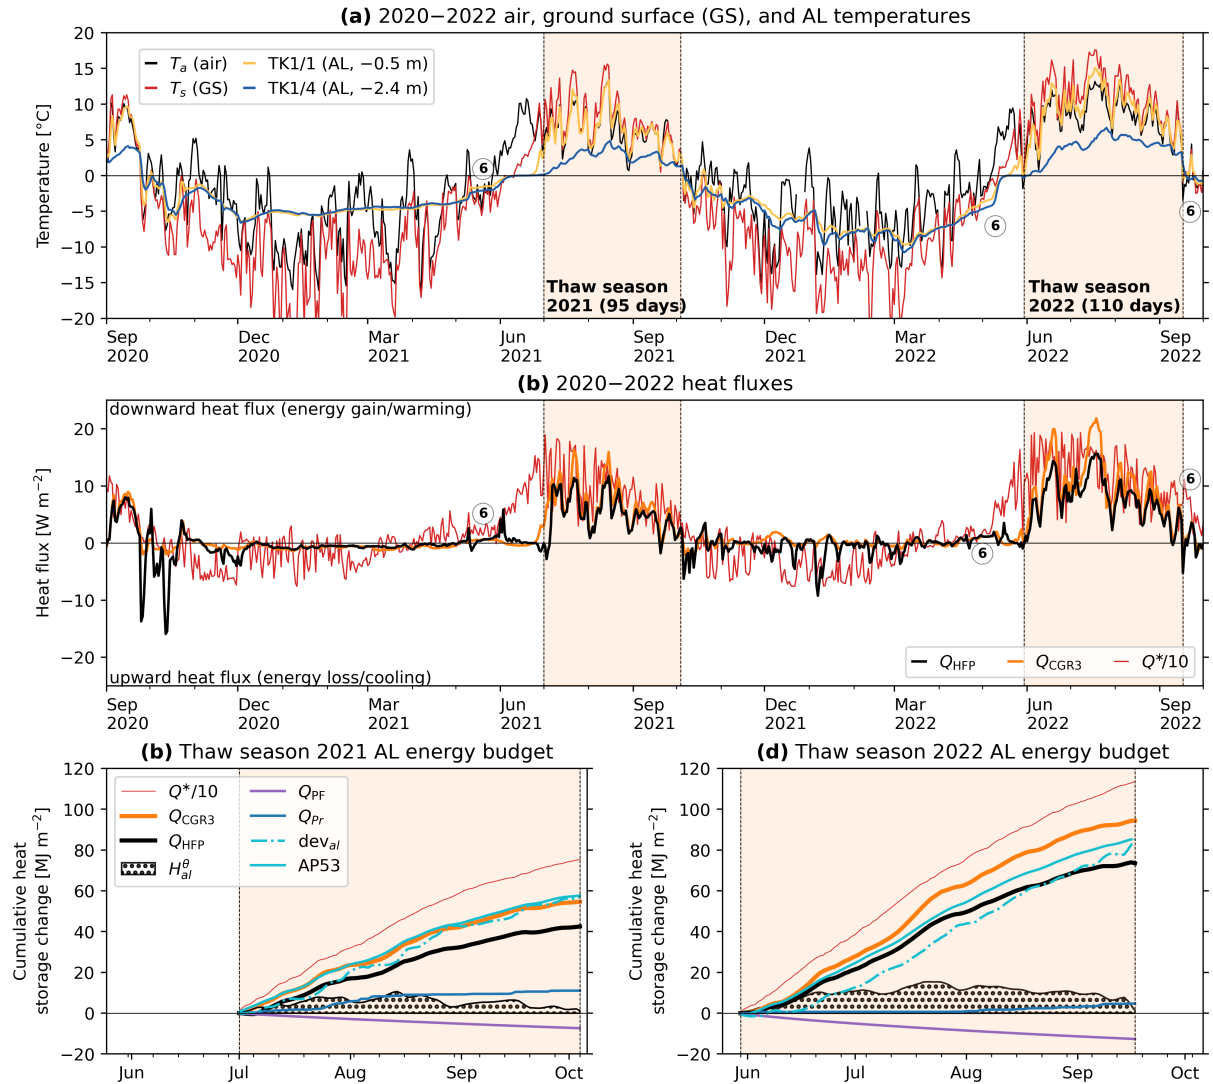 (a) 2020−2022 air, ground surface (GS), and AL temperatures
Temperature [°C]
20
15
10
5
0
−5
−10
−15
−20
Tₐ (air)
Tₛ (GS)
TK1/1 (AL, −0.5 m)
TK1/4 (AL, −2.4 m)
6
6
6
Thaw season
2021 (95 days)
Thaw season
2022 (110 days)
Sep
2020
Dec
2020
Mar
2021
Jun
2021
Sep
2021
Dec
2021
Mar
2022
Jun
2022
Sep
2022
(b) 2020−2022 heat fluxes
Heat flux [W m⁻²]
20
10
0
−10
−20
downward heat flux (energy gain/warming)
6
6
6
upward heat flux (energy loss/cooling)
Q_HFP
Q_CGR3
Q*/10
Sep
2020
Dec
2020
Mar
2021
Jun
2021
Sep
2021
Dec
2021
Mar
2022
Jun
2022
Sep
2022
(b) Thaw season 2021 AL energy budget
Cumulative heat
storage change [MJ m⁻²]
120
100
80
60
40
20
0
−20
Q*/10
Q_CGR3
Q_HFP
H_al^θ
Q_PF
Q_Pr
dev_al
AP53
Jun
Jul
Aug
Sep
Oct
(d) Thaw season 2022 AL energy budget
Cumulative heat
storage change [MJ m⁻²]
120
100
80
60
40
20
0
−20
Jun
Jul
Aug
Sep
Oct